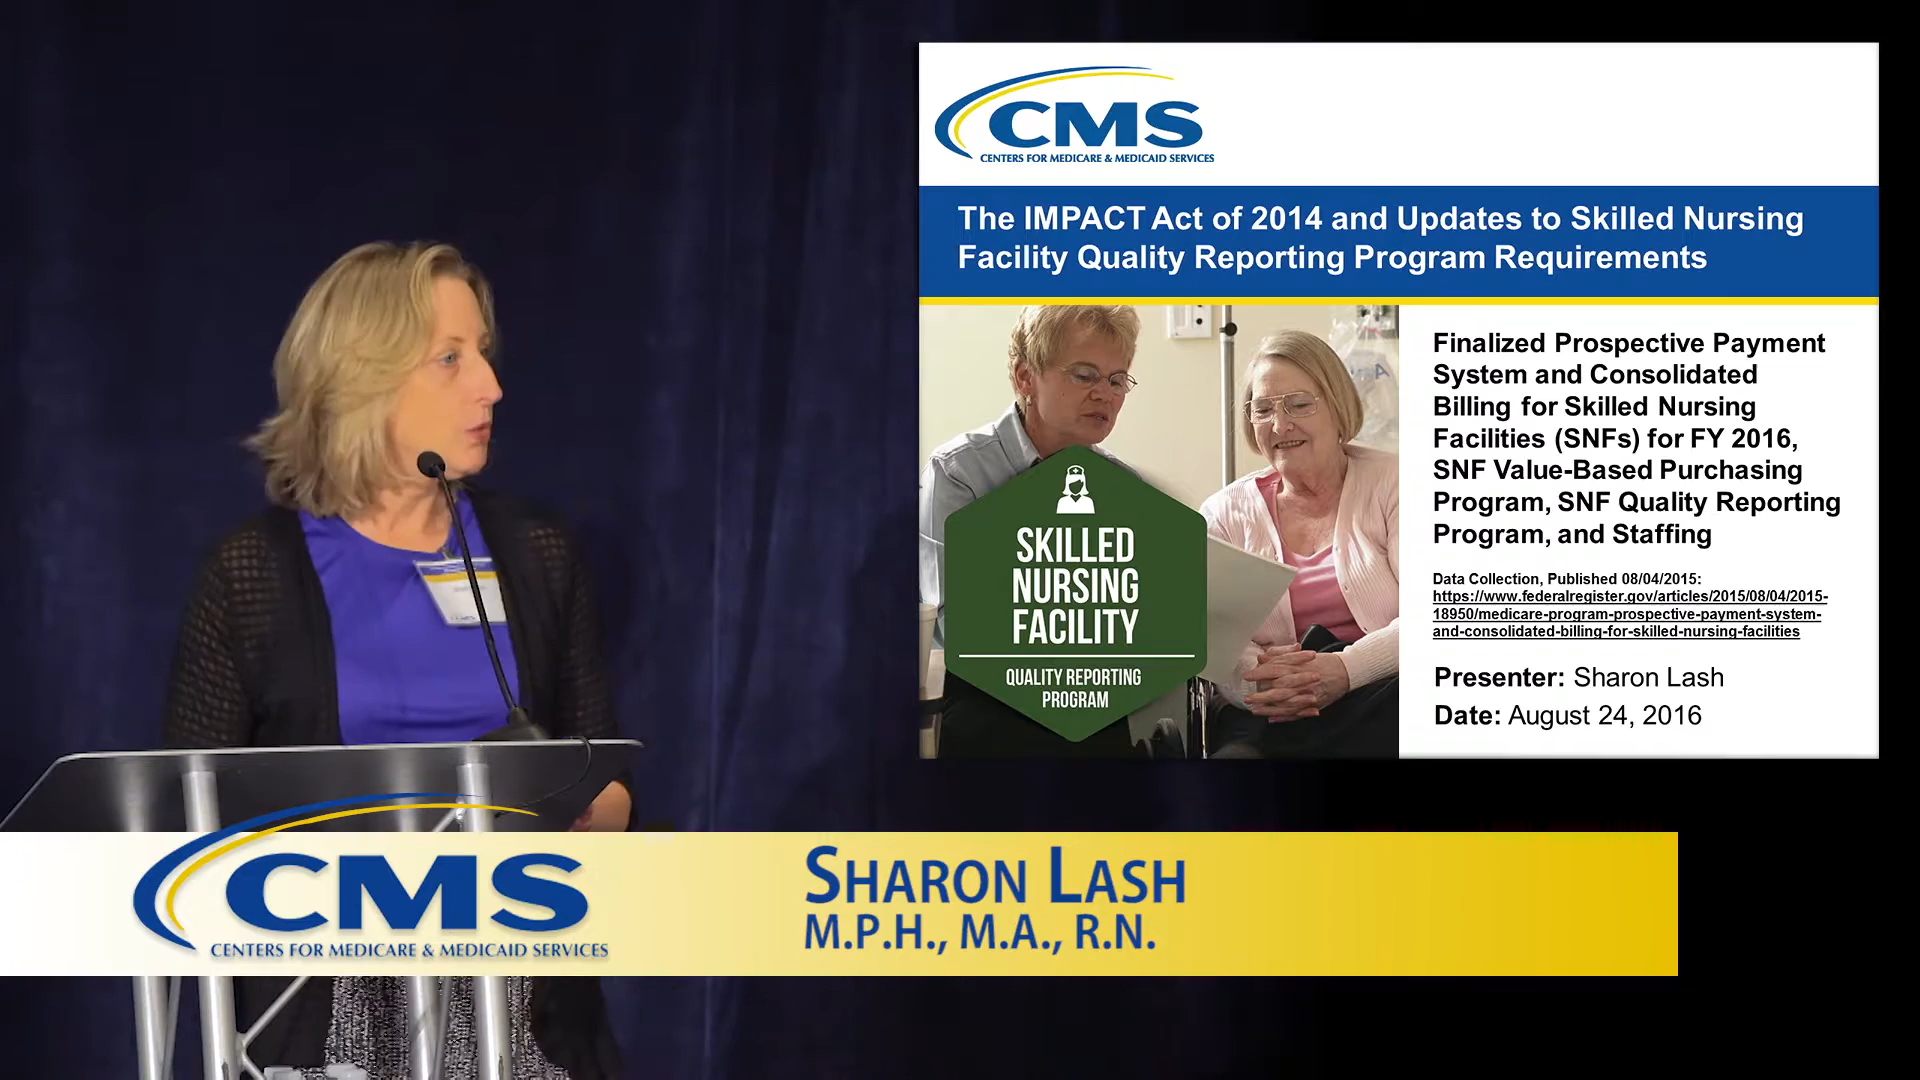 CMS
CENTERS FOR MEDICARE & MEDICAID SERVICES
The IMPACT Act of 2014 and Updates to Skilled Nursing
Facility Quality Reporting Program Requirements
SKILLED
NURSING
FACILITY
QUALITY REPORTING
PROGRAM
Finalized Prospective Payment
System and Consolidated
Billing for Skilled Nursing
Facilities (SNFs) for FY 2016,
SNF Value-Based Purchasing
Program, SNF Quality Reporting
Program, and Staffing
Data Collection, Published 08/04/2015:
https://www.federalregister.gov/articles/2015/08/04/2015-
18950/medicare-program-prospective-payment-system-
and-consolidated-billing-for-skilled-nursing-facilities
Presenter: Sharon Lash
Date: August 24, 2016
CMS
CENTERS FOR MEDICARE & MEDICAID SERVICES
SHARON LASH
M.P.H., M.A., R.N.